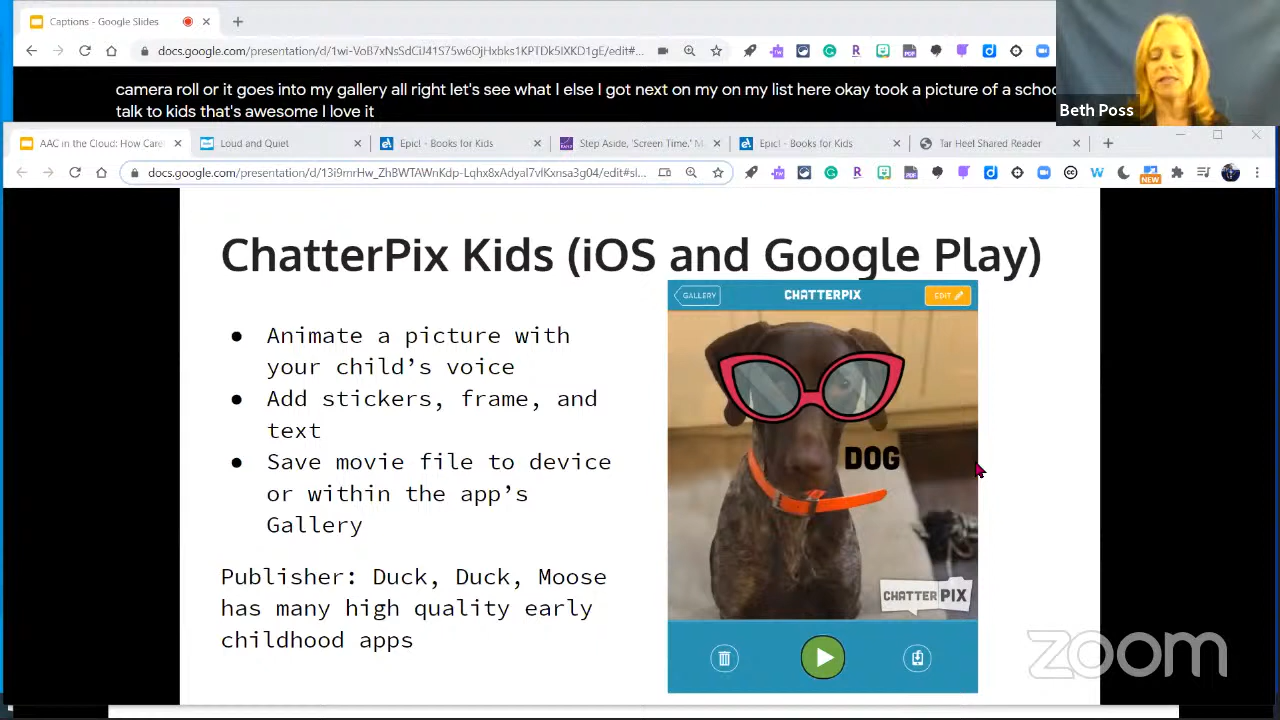 Captions - Google Slides
docs.google.com/presentation/d/1wi-VoB7xNsSdCiJ41S75w6OjHxbks1KPTDk5IXKD1gE/edit#...
camera roll or it goes into my gallery all right let's see what I else I got next on my on my list here okay took a picture of a schoo
talk to kids that's awesome I love it
Beth Poss
AAC in the Cloud: High Care
Loud and Quiet
Epic! - Books for Kids
Step Aside, 'Screen Time,' M
Epic! - Books for Kids
Tar Heel Shared Reader
docs.google.com/presentation/d/13i9mrHw_ZhBWTAWnKdp-Lqhx8xAdyaI7vlKxnsa3g04/edit#sl...
NEW
ChatterPix Kids (iOS and Google Play)
● Animate a picture with
your child's voice
● Add stickers, frame, and
text
● Save movie file to device
or within the app's
Gallery
Publisher: Duck, Duck, Moose
has many high quality early
childhood apps
GALLERY
CHATTERPIX
EDIT
DOG
CHATTER PIX
zoom